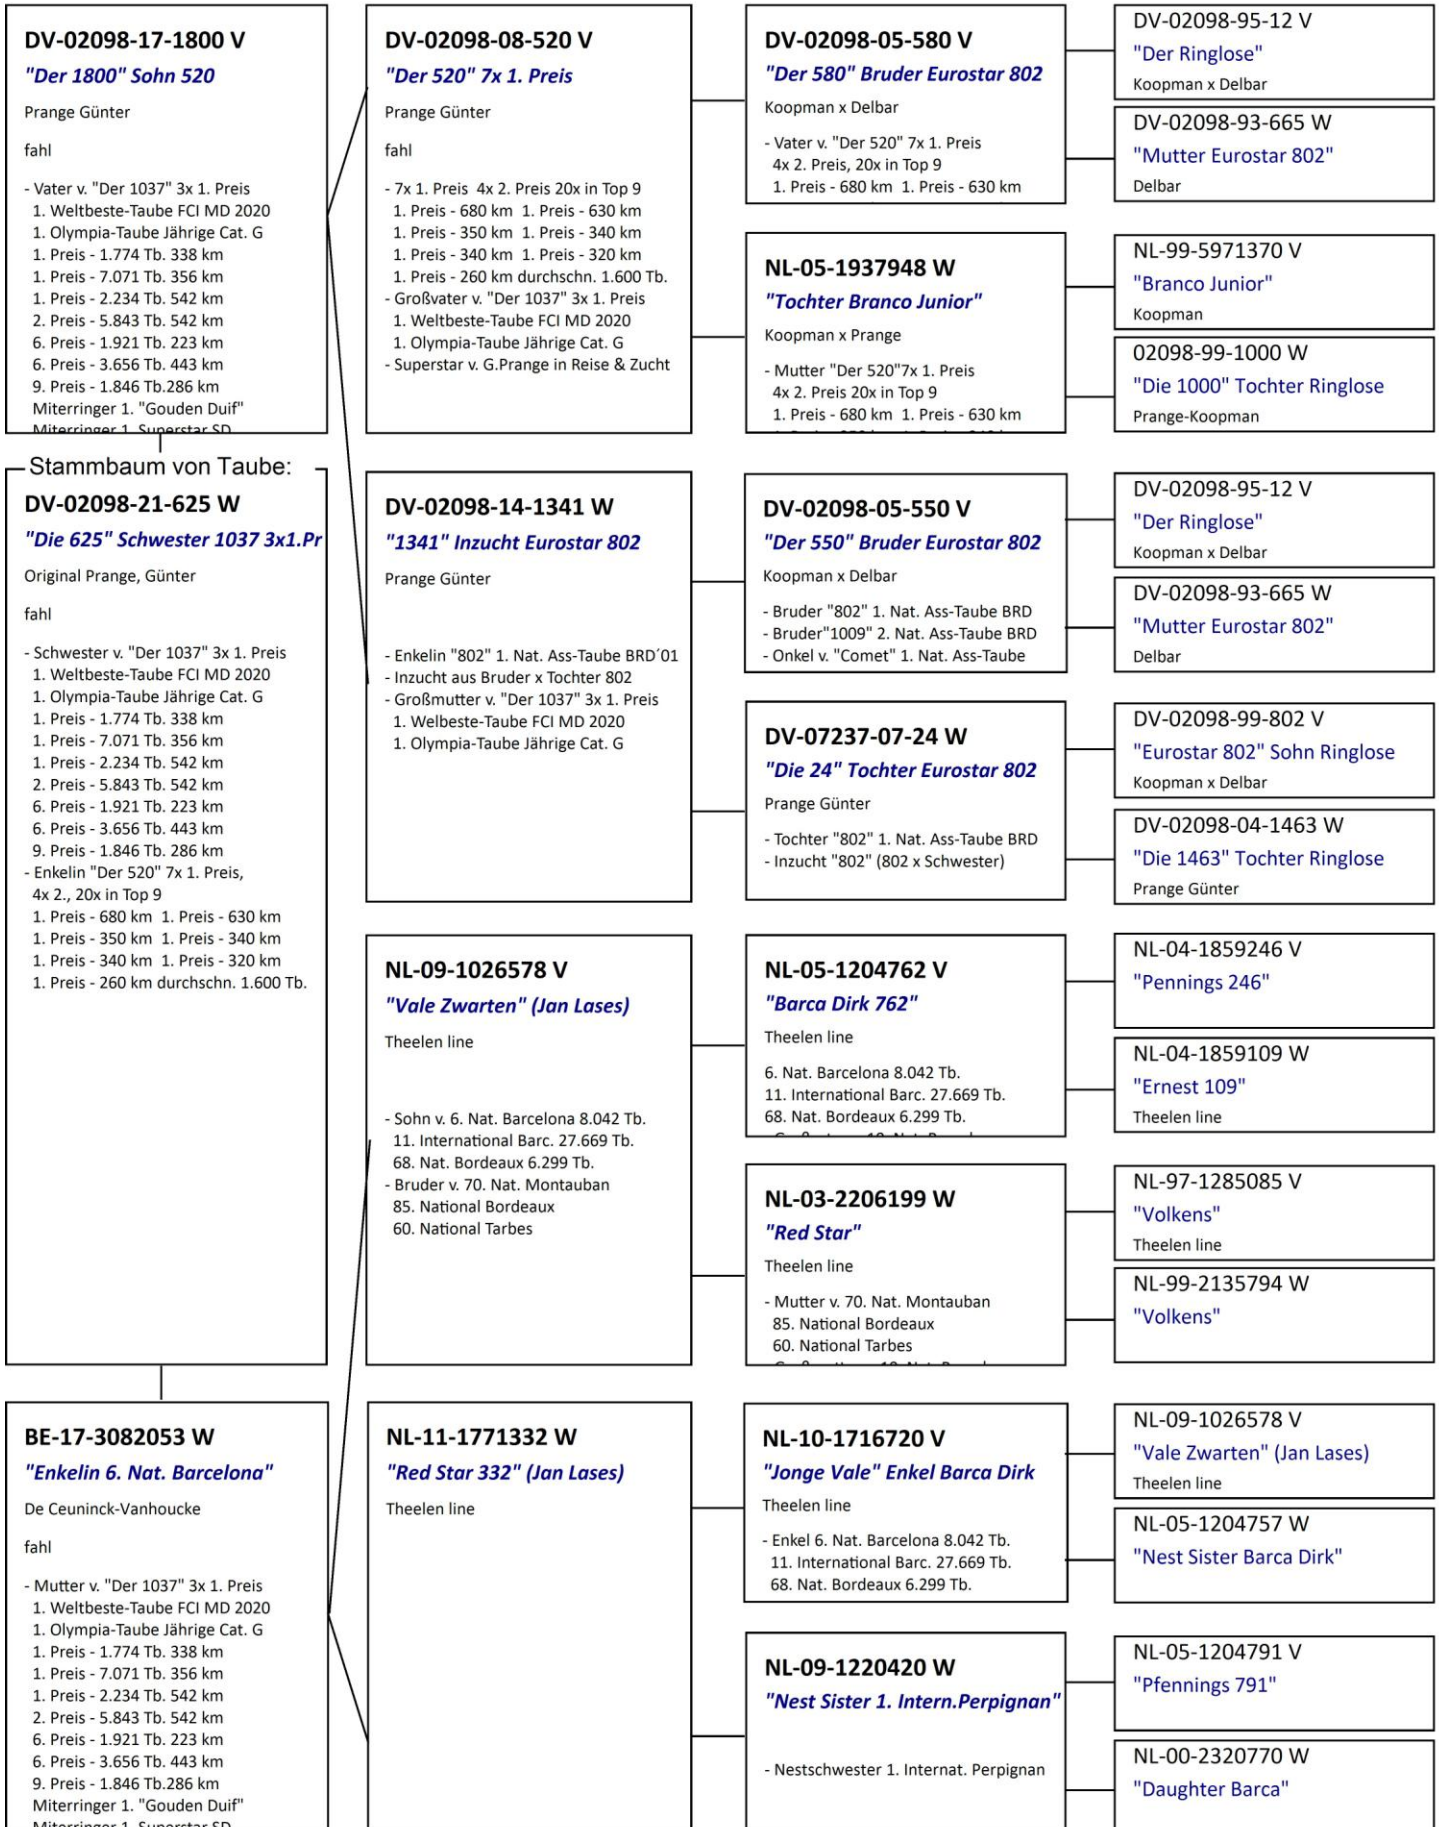 DV-02098-17-1800 V
"Der 1800" Sohn 520
Prange Günter
fahl
- Vater v. "Der 1037" 3x 1. Preis
1. Weltbeste-Taube FCI MD 2020
1. Olympia-Taube Jährige Cat. G
1. Preis - 1.774 Tb. 338 km
1. Preis - 7.071 Tb. 356 km
1. Preis - 2.234 Tb. 542 km
2. Preis - 5.843 Tb. 542 km
6. Preis - 1.921 Tb. 223 km
6. Preis - 3.656 Tb. 443 km
9. Preis - 1.846 Tb.286 km
Miterringer 1. "Gouden Duif"
Miterringer 1. Superstar SD
Stammbaum von Taube:
DV-02098-21-625 W
"Die 625" Schwester 1037 3x1.Pr
Original Prange, Günter
fahl
- Schwester v. "Der 1037" 3x 1. Preis
1. Weltbeste-Taube FCI MD 2020
1. Olympia-Taube Jährige Cat. G
1. Preis - 1.774 Tb. 338 km
1. Preis - 7.071 Tb. 356 km
1. Preis - 2.234 Tb. 542 km
2. Preis - 5.843 Tb. 542 km
6. Preis - 1.921 Tb. 223 km
6. Preis - 3.656 Tb. 443 km
9. Preis - 1.846 Tb. 286 km
- Enkelin "Der 520" 7x 1. Preis,
4x 2., 20x in Top 9
1. Preis - 680 km 1. Preis - 630 km
1. Preis - 350 km 1. Preis - 340 km
1. Preis - 340 km 1. Preis - 320 km
1. Preis - 260 km durchschn. 1.600 Tb.
BE-17-3082053 W
"Enkelin 6. Nat. Barcelona"
De Ceuninck-Vanhoucke
fahl
- Mutter v. "Der 1037" 3x 1. Preis
1. Weltbeste-Taube FCI MD 2020
1. Olympia-Taube Jährige Cat. G
1. Preis - 1.774 Tb. 338 km
1. Preis - 7.071 Tb. 356 km
1. Preis - 2.234 Tb. 542 km
2. Preis - 5.843 Tb. 542 km
6. Preis - 1.921 Tb. 223 km
6. Preis - 3.656 Tb. 443 km
9. Preis - 1.846 Tb.286 km
Miterringer 1. "Gouden Duif"
Miterringer 1. Superstar SD
DV-02098-08-520 V
"Der 520" 7x 1. Preis
Prange Günter
fahl
- 7x 1. Preis 4x 2. Preis 20x in Top 9
1. Preis - 680 km 1. Preis - 630 km
1. Preis - 350 km 1. Preis - 340 km
1. Preis - 340 km 1. Preis - 320 km
1. Preis - 260 km durchschn. 1.600 Tb.
- Großvater v. "Der 1037" 3x 1. Preis
1. Weltbeste-Taube FCI MD 2020
1. Olympia-Taube Jährige Cat. G
- Superstar v. G.Prange in Reise & Zucht
DV-02098-14-1341 W
"1341" Inzucht Eurostar 802
Prange Günter
- Enkelin "802" 1. Nat. Ass-Taube BRD´01
- Inzucht aus Bruder x Tochter 802
- Großmutter v. "Der 1037" 3x 1. Preis
1. Welbeste-Taube FCI MD 2020
1. Olympia-Taube Jährige Cat. G
NL-09-1026578 V
"Vale Zwarten" (Jan Lases)
Theelen line
- Sohn v. 6. Nat. Barcelona 8.042 Tb.
11. International Barc. 27.669 Tb.
68. Nat. Bordeaux 6.299 Tb.
- Bruder v. 70. Nat. Montauban
85. National Bordeaux
60. National Tarbes
NL-11-1771332 W
"Red Star 332" (Jan Lases)
Theelen line
DV-02098-05-580 V
"Der 580" Bruder Eurostar 802
Koopman x Delbar
- Vater v. "Der 520" 7x 1. Preis
4x 2. Preis, 20x in Top 9
1. Preis - 680 km 1. Preis - 630 km
NL-05-1937948 W
"Tochter Branco Junior"
Koopman x Prange
- Mutter "Der 520"7x 1. Preis
4x 2. Preis 20x in Top 9
1. Preis - 680 km 1. Preis - 630 km
DV-02098-05-550 V
"Der 550" Bruder Eurostar 802
Koopman x Delbar
- Bruder "802" 1. Nat. Ass-Taube BRD
- Bruder"1009" 2. Nat. Ass-Taube BRD
- Onkel v. "Comet" 1. Nat. Ass-Taube
DV-07237-07-24 W
"Die 24" Tochter Eurostar 802
Prange Günter
- Tochter "802" 1. Nat. Ass-Taube BRD
- Inzucht "802" (802 x Schwester)
NL-05-1204762 V
"Barca Dirk 762"
Theelen line
6. Nat. Barcelona 8.042 Tb.
11. International Barc. 27.669 Tb.
68. Nat. Bordeaux 6.299 Tb.
NL-03-2206199 W
"Red Star"
Theelen line
- Mutter v. 70. Nat. Montauban
85. National Bordeaux
60. National Tarbes
NL-10-1716720 V
"Jonge Vale" Enkel Barca Dirk
Theelen line
- Enkel 6. Nat. Barcelona 8.042 Tb.
11. International Barc. 27.669 Tb.
68. Nat. Bordeaux 6.299 Tb.
NL-09-1220420 W
"Nest Sister 1. Intern.Perpignan"
- Nestschwester 1. Internat. Perpignan
DV-02098-95-12 V
"Der Ringlose"
Koopman x Delbar
DV-02098-93-665 W
"Mutter Eurostar 802"
Delbar
NL-99-5971370 V
"Branco Junior"
Koopman
02098-99-1000 W
"Die 1000" Tochter Ringlose
Prange-Koopman
DV-02098-95-12 V
"Der Ringlose"
Koopman x Delbar
DV-02098-93-665 W
"Mutter Eurostar 802"
Delbar
DV-02098-99-802 V
"Eurostar 802" Sohn Ringlose
Koopman x Delbar
DV-02098-04-1463 W
"Die 1463" Tochter Ringlose
Prange Günter
NL-04-1859246 V
"Pennings 246"
NL-04-1859109 W
"Ernest 109"
Theelen line
NL-97-1285085 V
"Volkens"
Theelen line
NL-99-2135794 W
"Volkens"
NL-09-1026578 V
"Vale Zwarten" (Jan Lases)
Theelen line
NL-05-1204757 W
"Nest Sister Barca Dirk"
NL-05-1204791 V
"Pfennings 791"
NL-00-2320770 W
"Daughter Barca"